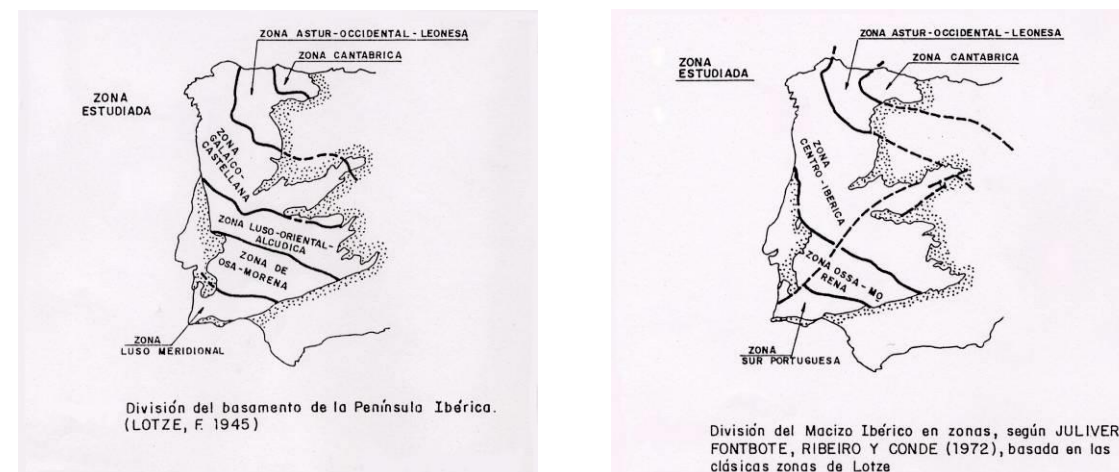 ZONA ASTUR-OCCIDENTAL-LEONESA
ZONA CANTABRICA
ZONA
ESTUDIADA
ZONA
GALAICO-
CASTELLANA
ZONA LUSO-ORIENTAL-
ALCUDICA
ZONA DE
OSA-MORENA
ZONA
LUSO MERIDIONAL
División del basamento de la Península Ibérica.
(LOTZE, F. 1945)
ZONA ASTUR-OCCIDENTAL-LEONESA
ZONA CANTABRICA
ZONA
ESTUDIADA
ZONA
CENTRO-IBERICA
ZONA OSSA-MO
RENA
ZONA
SUR PORTUGUESA
División del Macizo Ibérico en zonas, según JULIVER
FONTBOTE, RIBEIRO Y CONDE (1972), basada en las
clásicas zonas de Lotze